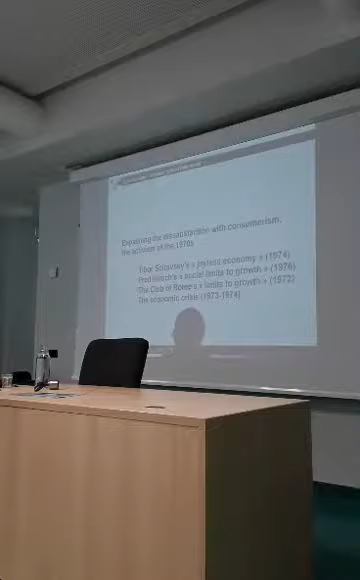 Explaining the dissatisfaction with consumerism,
the activism of the 1970s
Tibor Scitovsky's « joyless economy » (1974)
Fred Hirsch's « social limits to growth » (1976)
The Club of Rome's « limits to growth » (1972)
The economic crisis (1973-1974)